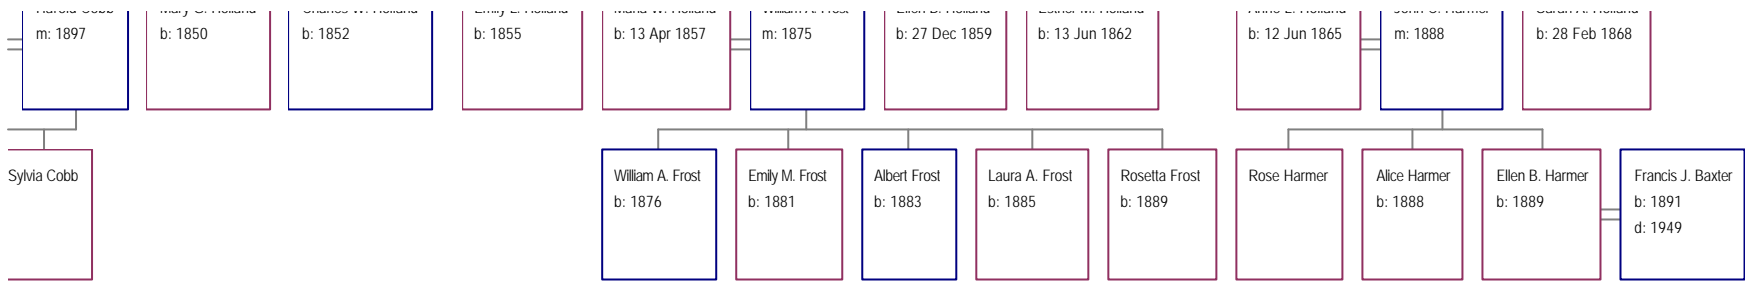 m: 1897
b: 1850
b: 1852
b: 1855
b: 13 Apr 1857
m: 1875
b: 27 Dec 1859
b: 13 Jun 1862
b: 12 Jun 1865
m: 1888
b: 28 Feb 1868
Sylvia Cobb
William A. Frost
b: 1876
Emily M. Frost
b: 1881
Albert Frost
b: 1883
Laura A. Frost
b: 1885
Rosetta Frost
b: 1889
Rose Harmer
Alice Harmer
b: 1888
Ellen B. Harmer
b: 1889
Francis J. Baxter
b: 1891
d: 1949